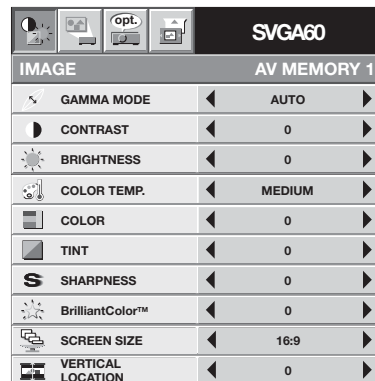 opt.
SVGA60
IMAGE AV MEMORY 1
GAMMA MODE AUTO
CONTRAST 0
BRIGHTNESS 0
COLOR TEMP. MEDIUM
COLOR 0
TINT 0
S SHARPNESS 0
BrilliantColor™ 0
SCREEN SIZE 16:9
VERTICAL
LOCATION 0